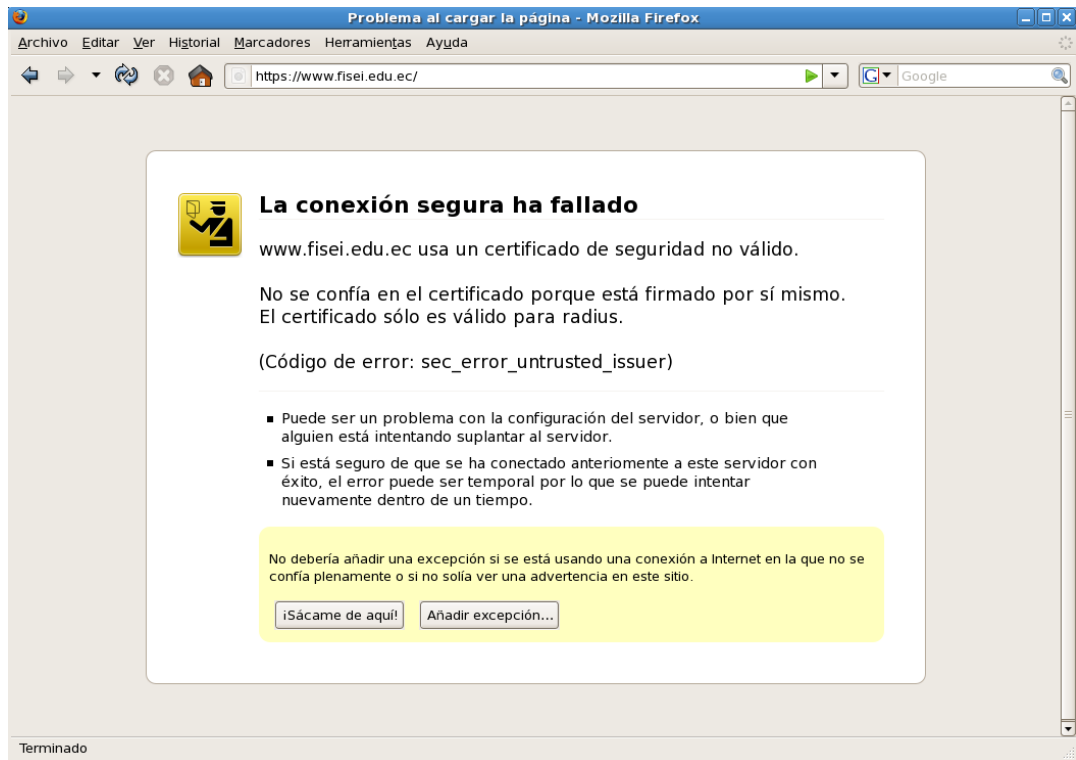 Problema al cargar la página - Mozilla Firefox
Archivo Editar Ver Historial Marcadores Herramientas Ayuda
https://www.fisei.edu.ec/ G Google
La conexión segura ha fallado
www.fisei.edu.ec usa un certificado de seguridad no válido.
No se confía en el certificado porque está firmado por sí mismo.
El certificado sólo es válido para radius.
(Código de error: sec_error_untrusted_issuer)
Puede ser un problema con la configuración del servidor, o bien que
alguien está intentando suplantar al servidor.
Si está seguro de que se ha conectado anteriomente a este servidor con
éxito, el error puede ser temporal por lo que se puede intentar
nuevamente dentro de un tiempo.
No debería añadir una excepción si se está usando una conexión a Internet en la que no se
confía plenamente o si no solía ver una advertencia en este sitio.
¡Sácame de aquí! Añadir excepción...
Terminado